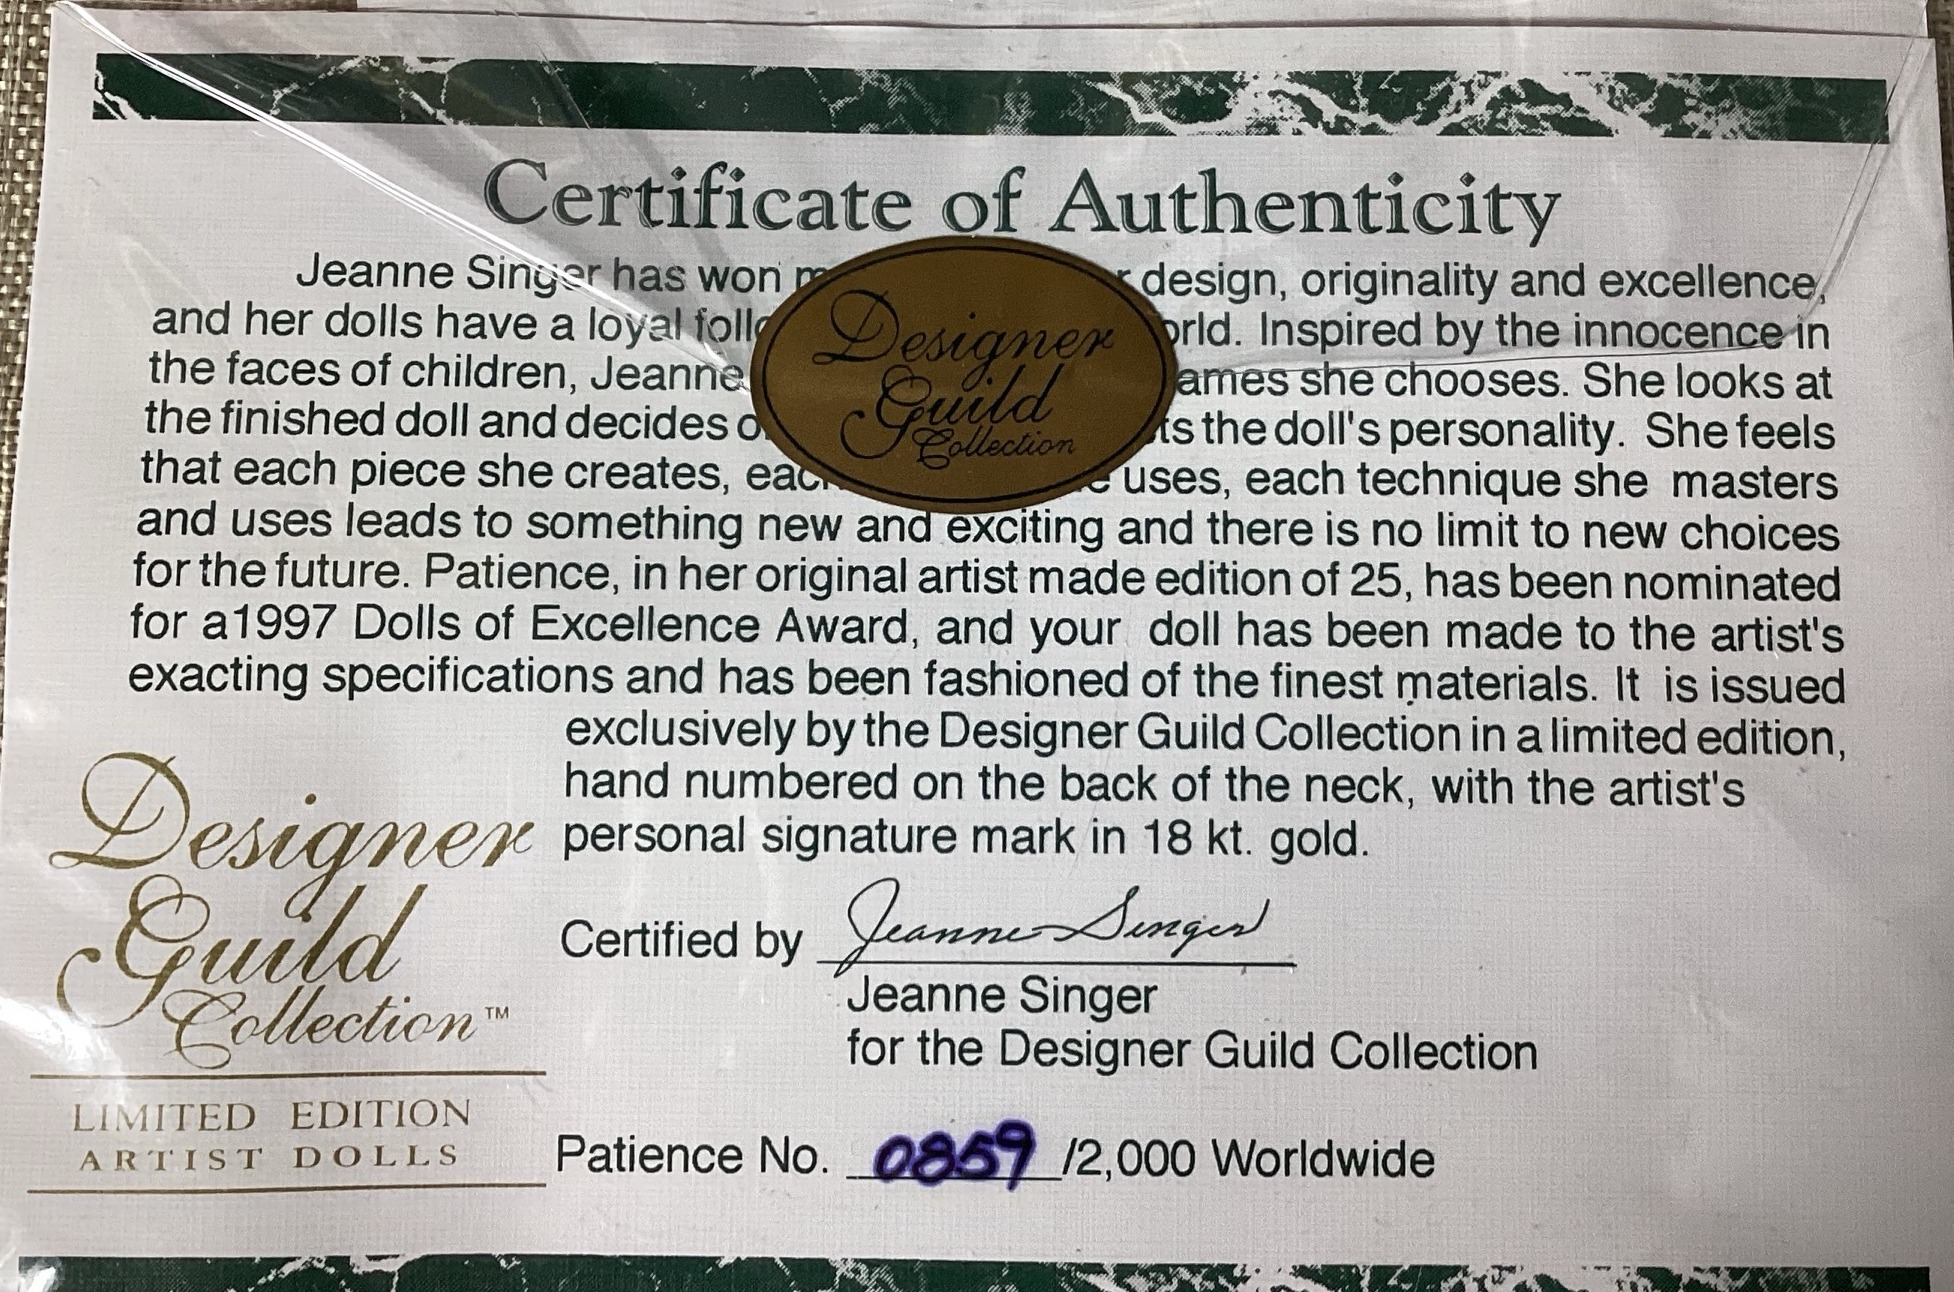 Certificate of Authenticity
Jeanne Singer has won design, originality and excellence,
and her dolls have a loyal Inspired by the innocence in
the faces of children, Jeanne she chooses. She looks at
the finished doll and decides the doll's personality. She feels
that each piece she creates, uses, each technique she masters
and uses leads to something new and exciting and there is no limit to new choices
for the future. Patience, in her original artist made edition of 25, has been nominated
for a1997 Dolls of Excellence Award, and your doll has been made to the artist's
exacting specifications and has been fashioned of the finest materials. It is issued
exclusively by the Designer Guild Collection in a limited edition,
hand numbered on the back of the neck, with the artist's
personal signature mark in 18 kt. gold.
Designer
Guild
Collection
Certified by Jeanne Singer
Jeanne Singer
for the Designer Guild Collection
Patience No. 0859 /2,000 Worldwide
Designer
Guild
Collection™
LIMITED EDITION
ARTIST DOLLS